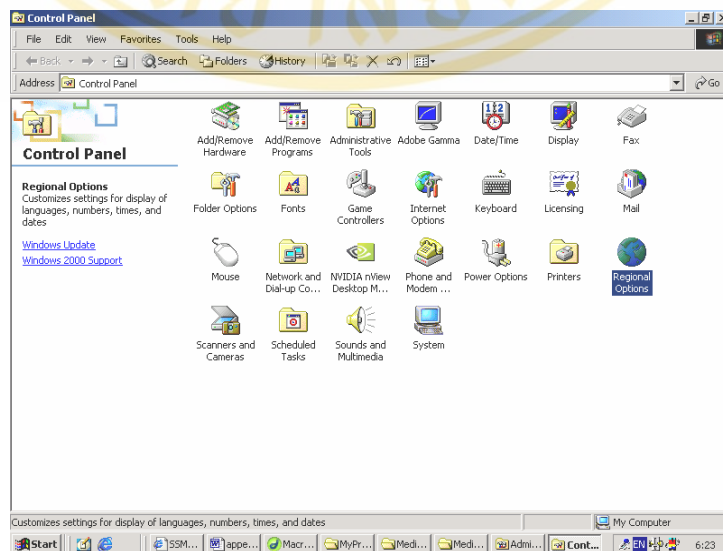 Control Panel
File Edit View Favorites Tools Help
Back Search Folders History
Address Control Panel Go
Control Panel
Regional Options
Customizes settings for display of
languages, numbers, times, and
dates
Windows Update
Windows 2000 Support
Add/Remove
Hardware
Add/Remove
Programs
Administrative
Tools
Adobe Gamma
Date/Time
Display
Fax
Folder Options
Fonts
Game
Controllers
Internet
Options
Keyboard
Licensing
Mail
Mouse
Network and
Dial-up Co...
NVIDIA nView
Desktop M...
Phone and
Modem ...
Power Options
Printers
Regional
Options
Scanners and
Cameras
Scheduled
Tasks
Sounds and
Multimedia
System
Customizes settings for display of languages, numbers, times, and dates My Computer
Start SSM... appe... Macr... MyPr... Medi... Medi... Admi... Cont... EN 6:23